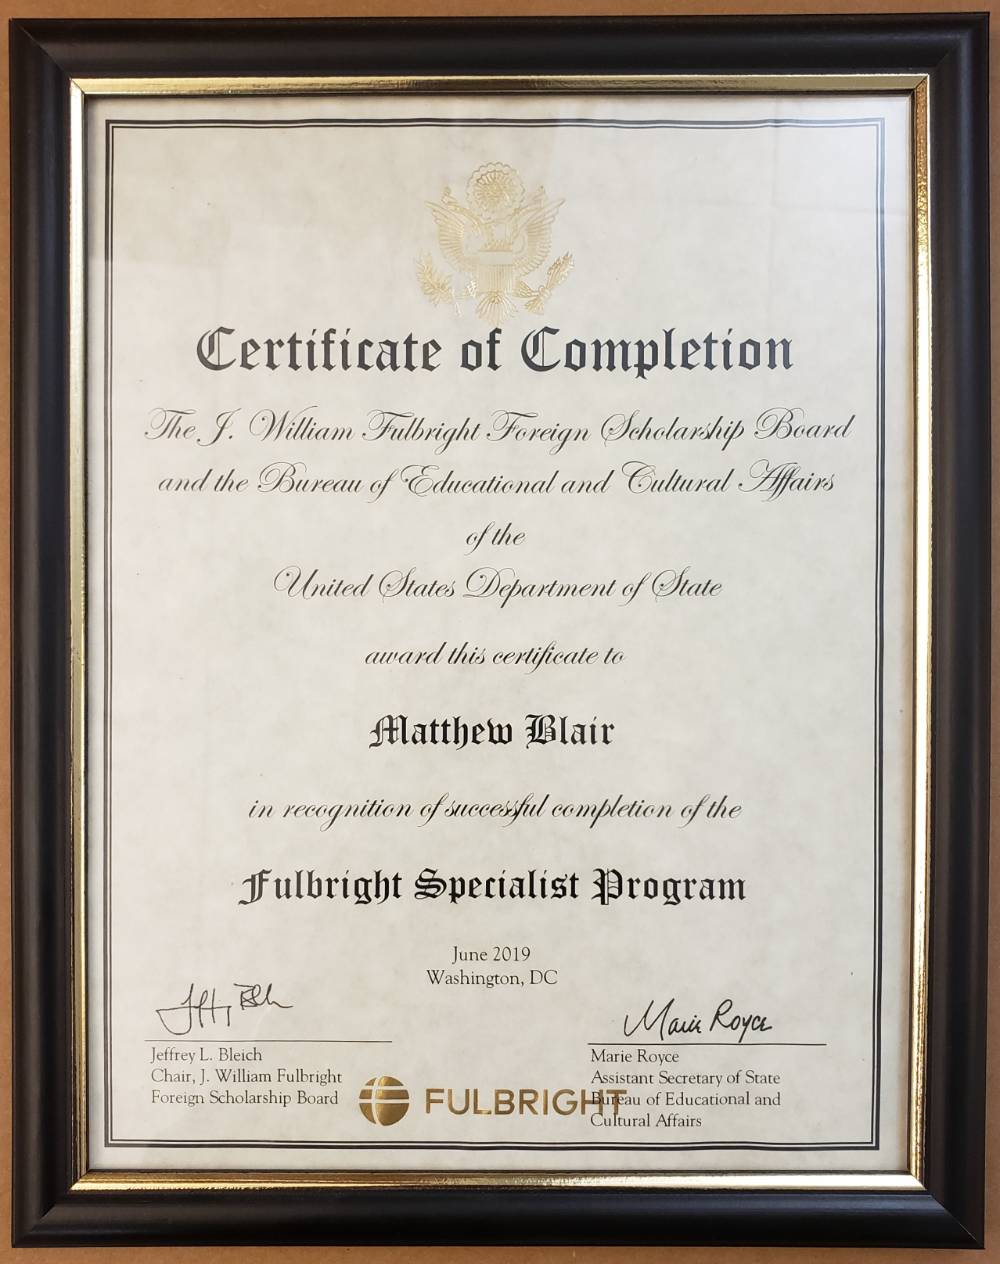 Certificate of Completion
The J. William Fulbright Foreign Scholarship Board
and the Bureau of Educational and Cultural Affairs
of the
United States Department of State
award this certificate to
Matthew Blair
in recognition of successful completion of the
Fulbright Specialist Program
June 2019
Washington, DC
Jeffrey L. Bleich
Chair, J. William Fulbright
Foreign Scholarship Board
FULBRIGHT
Marie Royce
Marie Royce
Assistant Secretary of State
Bureau of Educational and
Cultural Affairs